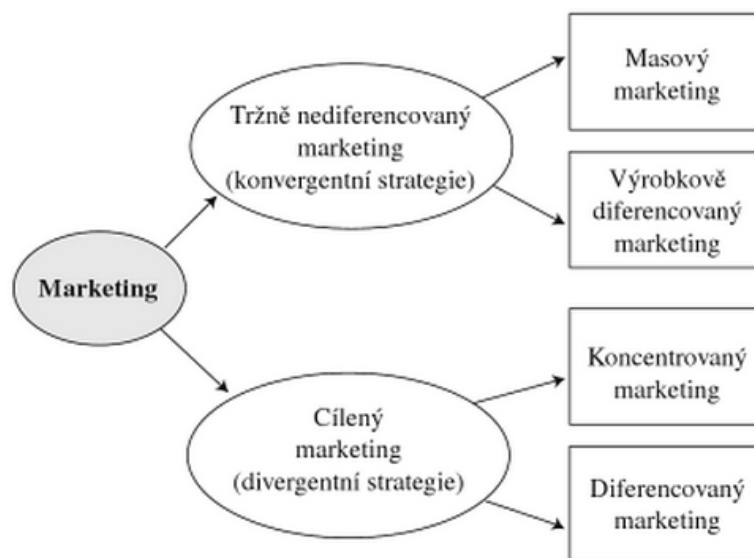 Masový
marketing
Tržně nediferencovaný
marketing
(konvergentní strategie)
Výrobkově
diferencovaný
marketing
Marketing
Koncentrovaný
marketing
Cílený
marketing
(divergentní strategie)
Diferencovaný
marketing